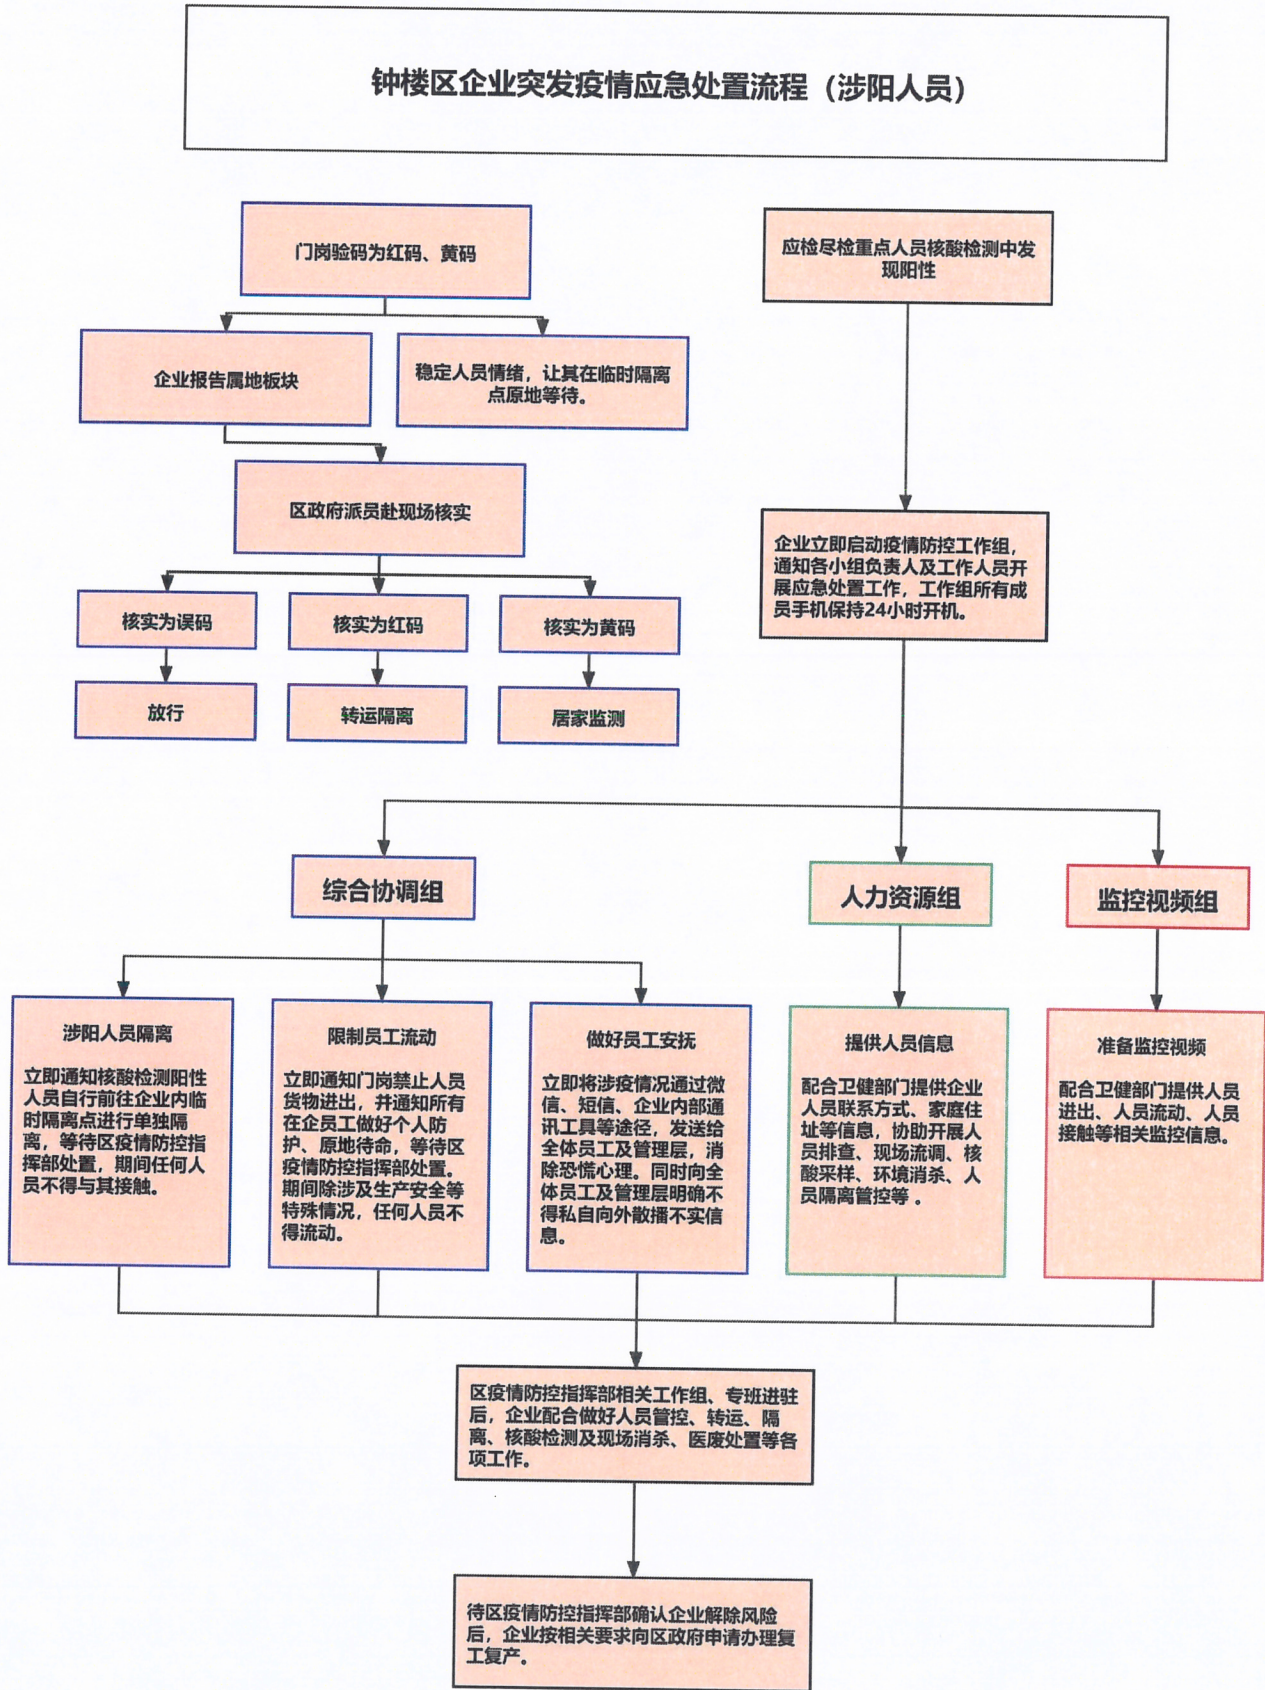 钟楼区企业突发疫情应急处置流程（涉阳人员）
门岗验码为红码、黄码
应检尽检重点人员核酸检测中发
现阳性
企业报告属地板块
稳定人员情绪，让其在临时隔离
点原地等待。
区政府派员赴现场核实
企业立即启动疫情防控工作组，
通知各小组负责人及工作人员开
展应急处置工作，工作组所有成
员手机保持24小时开机。
核实为误码
核实为红码
核实为黄码
放行
转运隔离
居家监测
综合协调组
人力资源组
监控视频组
涉阳人员隔离
立即通知核酸检测阳性
人员自行前往企业内临
时隔离点进行单独隔
离，等待区疫情防控指
挥部处置，期间任何人
员不得与其接触。
限制员工流动
立即通知门岗禁止人员
货物进出，并通知所有
在企员工做好个人防
护、原地待命，等待区
疫情防控指挥部处置。
期间除涉及生产安全等
特殊情况，任何人员不
得流动。
做好员工安抚
立即将涉疫情况通过微
信、短信、企业内部通
讯工具等途径，发送给
全体员工及管理层，消
除恐慌心理。同时向全
体员工及管理层明确不
得私自向外散播不实信
息。
提供人员信息
配合卫健部门提供企业
人员联系方式、家庭住
址等信息，协助开展人
员排查、现场流调、核
酸采样、环境消杀、人
员隔离管控等 。
准备监控视频
配合卫健部门提供人员
进出、人员流动、人员
接触等相关监控信息。
区疫情防控指挥部相关工作组、专班进驻
后，企业配合做好人员管控、转运、隔
离、核酸检测及现场消杀、医废处置等各
项工作。
待区疫情防控指挥部确认企业解除风险
后，企业按相关要求向区政府申请办理复
工复产。